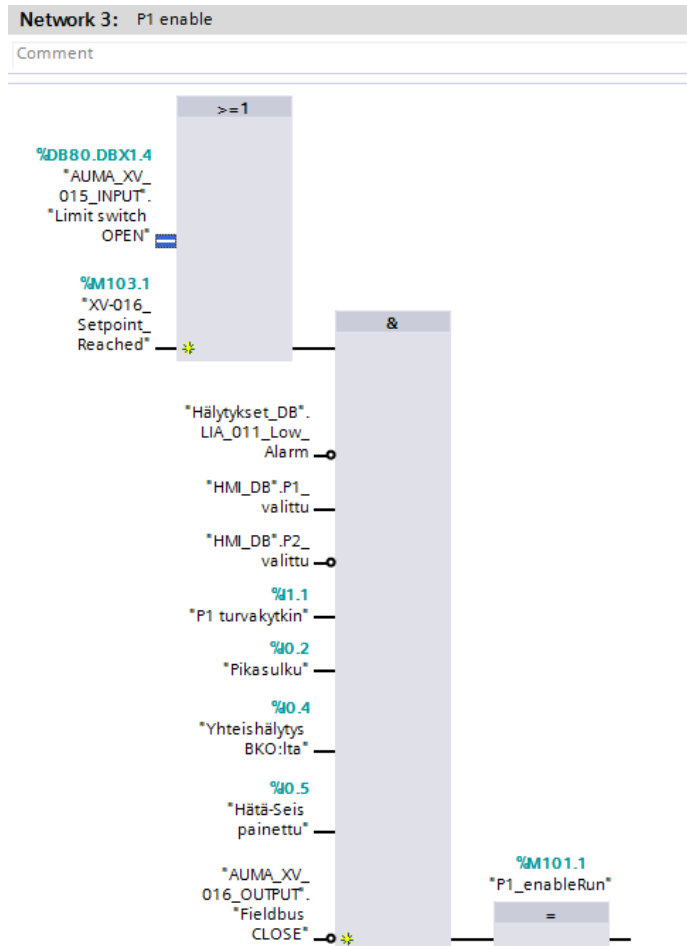 Network 3: P1 enable
Comment
>=1
%DB80.DBX1.4
"AUMA_XV_
015_INPUT".
"Limit switch
OPEN"
%M103.1
"XV-016_
Setpoint_
Reached"
&
"Hälytykset_DB".
LIA_011_Low_
Alarm
"HMI_DB".P1_
valittu
"HMI_DB".P2_
valittu
%I1.1
"P1 turvakytkin"
%I0.2
"Pikasulku"
%I0.4
"Yhteishälytys
BKO:lta"
%I0.5
"Hätä-Seis
painettu"
"AUMA_XV_
016_OUTPUT".
"Fieldbus
CLOSE"
%M101.1
"P1_enableRun"
=